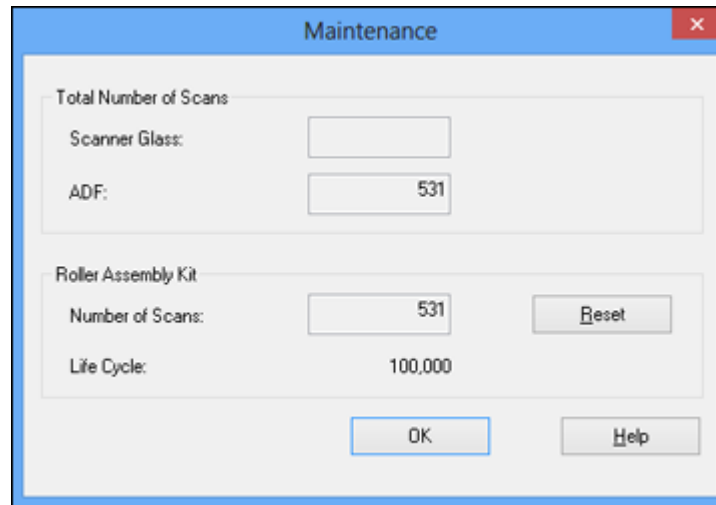 Maintenance
Total Number of Scans
Scanner Glass:
ADF: 531
Roller Assembly Kit
Number of Scans: 531 Reset
Life Cycle: 100,000
OK Help